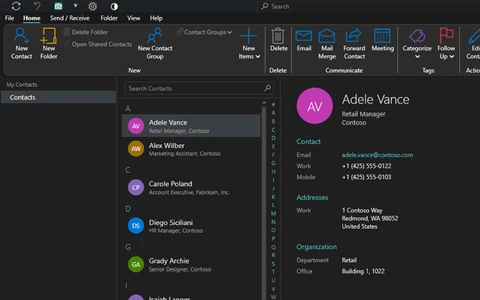 Search
File Home Send / Receive Folder View Help
New Contact
New Folder
Delete Folder
Open Shared Contacts
New Contact Group
Contact Groups
New Items
New
Delete
Delete
Email
Mail Merge
Forward Contact
Meeting
Communicate
Categorize
Follow Up
Tags
Edit
Conta
Actio
My Contacts
Contacts
Search Contacts
A
AV
Adele Vance
Retail Manager, Contoso
AW
Alex Wilber
Marketing Assistant, Contoso
C
CP
Carole Poland
Account Executive, Fabrikam, Inc.
D
DS
Diego Siciliani
HR Manager, Contoso
G
GA
Grady Archie
Senior Designer, Contoso
I
Isaiah Langer
#
A
B
C
D
E
F
G
H
I
J
K
L
M
N
O
P
Q
R
S
T
AV
Adele Vance
Retail Manager
Contoso
Contact
Email adele.vance@contoso.com
Work +1 (425) 555-0122
Mobile +1 (425) 555-0103
Addresses
Work 1 Contoso Way
Redmond, WA 98052
United States
Organization
Department Retail
Office Building 1, 1022